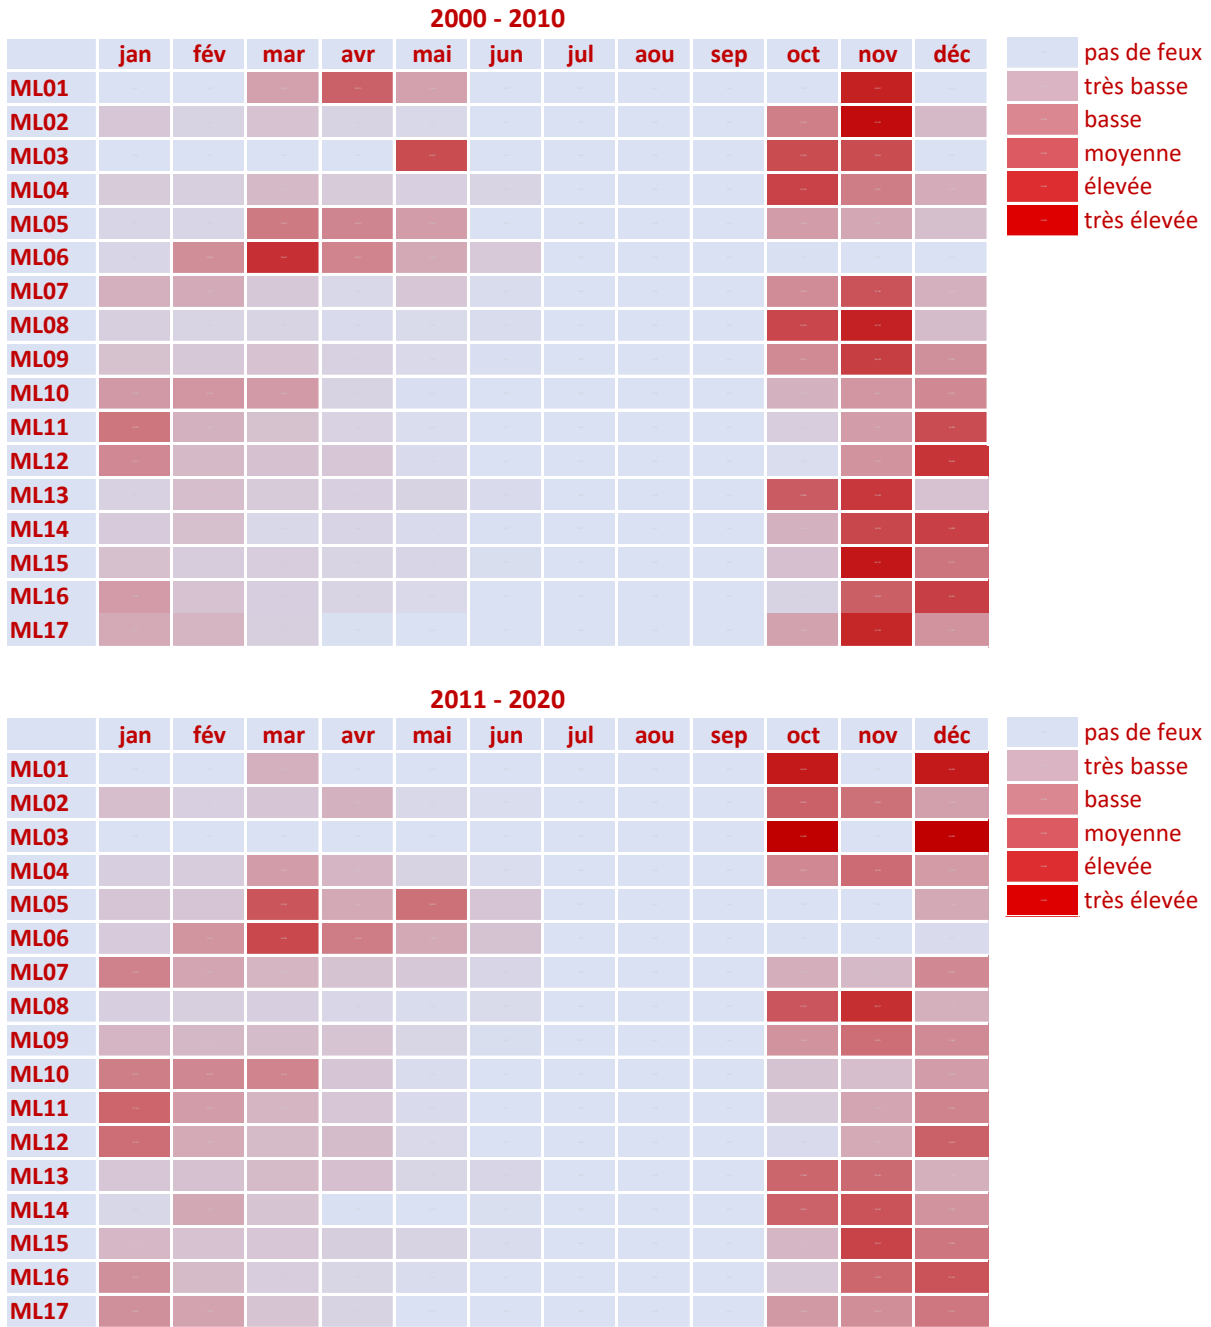 2000 - 2010
jan fév mar avr mai jun jul aou sep oct nov déc
ML01
ML02
ML03
ML04
ML05
ML06
ML07
ML08
ML09
ML10
ML11
ML12
ML13
ML14
ML15
ML16
ML17
pas de feux
très basse
basse
moyenne
élevée
très élevée
2011 - 2020
jan fév mar avr mai jun jul aou sep oct nov déc
ML01
ML02
ML03
ML04
ML05
ML06
ML07
ML08
ML09
ML10
ML11
ML12
ML13
ML14
ML15
ML16
ML17
pas de feux
très basse
basse
moyenne
élevée
très élevée